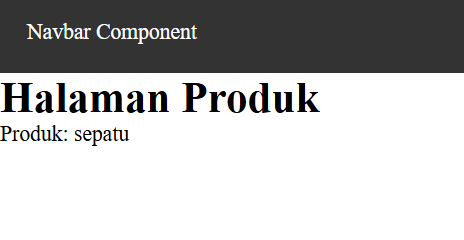 Navbar Component
Halaman Produk
Produk: sepatu